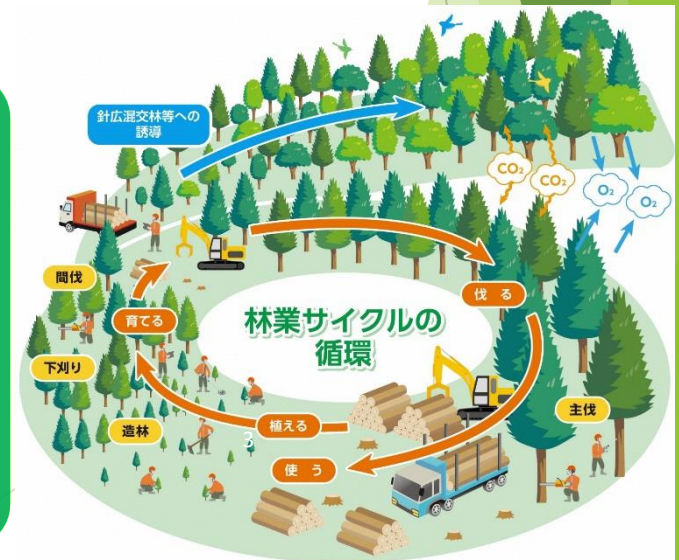 針広混交林等への
誘導
CO₂
CO₂
O₂
O₂
間伐
育てる
伐る
林業サイクルの
循環
下刈り
主伐
植える
造林
3
使う